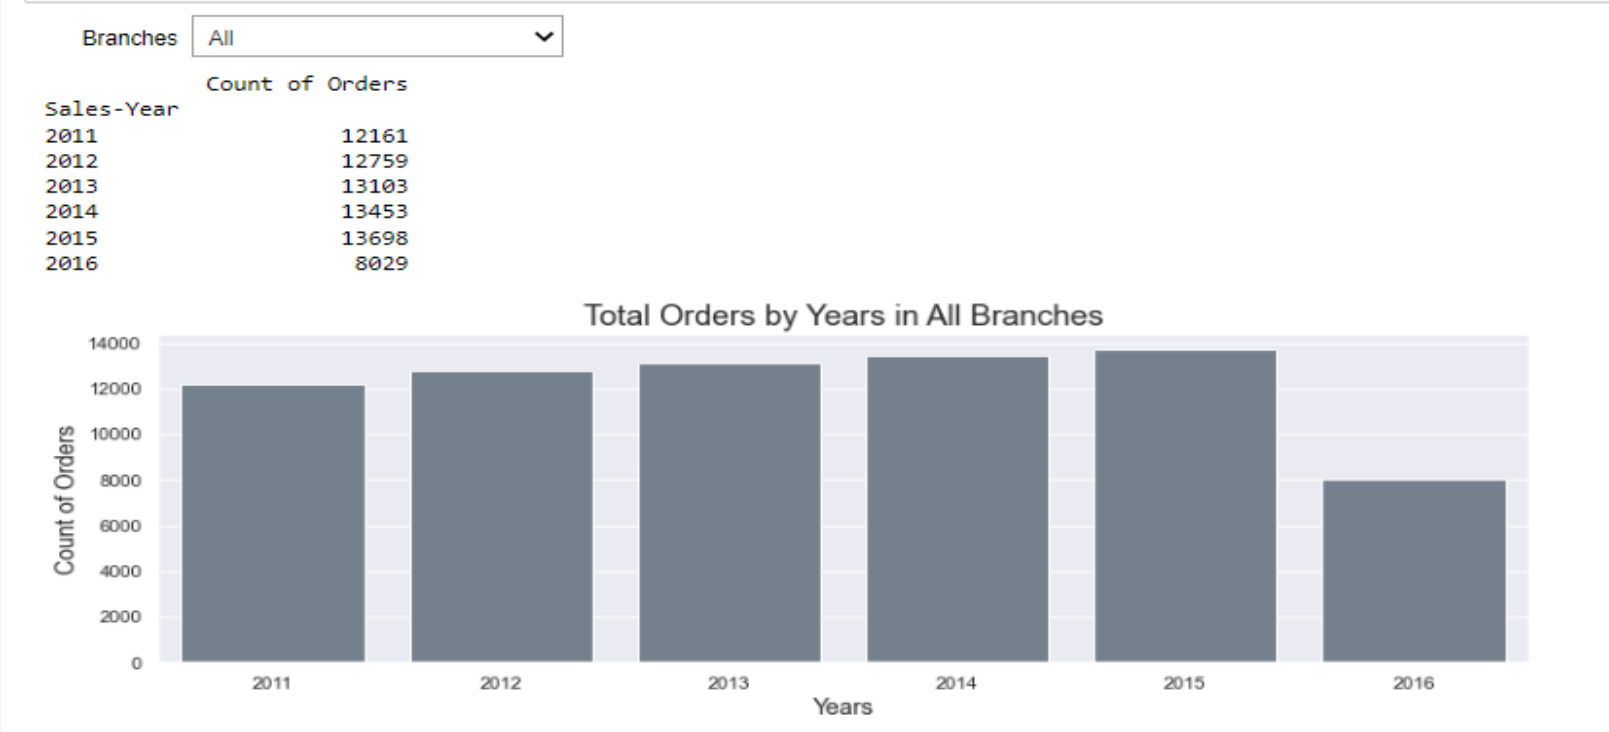 Branches All
Count of Orders
Sales-Year
2011 12161
2012 12759
2013 13103
2014 13453
2015 13698
2016 8029
Total Orders by Years in All Branches
14000
12000
10000
8000
6000
4000
2000
0
Count of Orders
2011 2012 2013 2014 2015 2016
Years